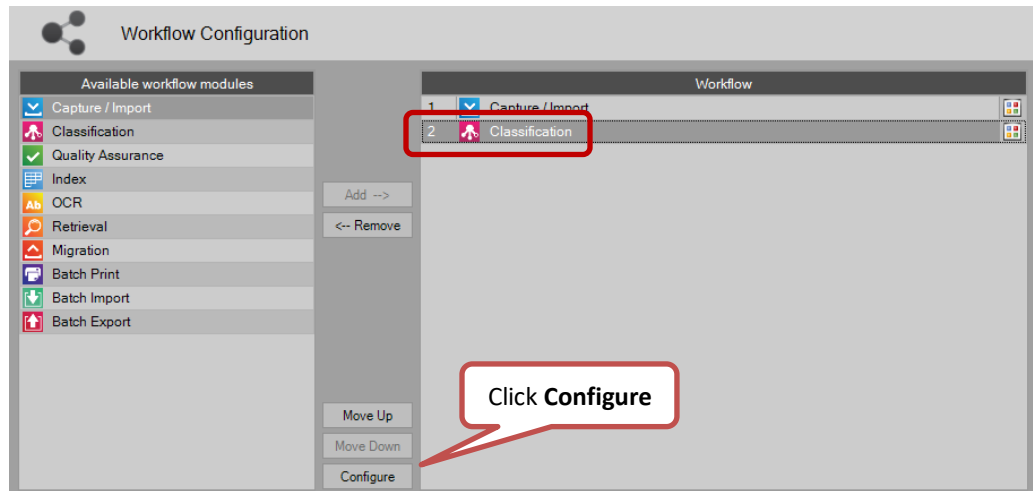 Workflow Configuration
Available workflow modules
Capture / Import
Classification
Quality Assurance
Index
Ab OCR
Retrieval
Migration
Batch Print
Batch Import
Batch Export
Add -->
<-- Remove
Move Up
Move Down
Configure
Workflow
1 Capture / Import
2 Classification
Click Configure